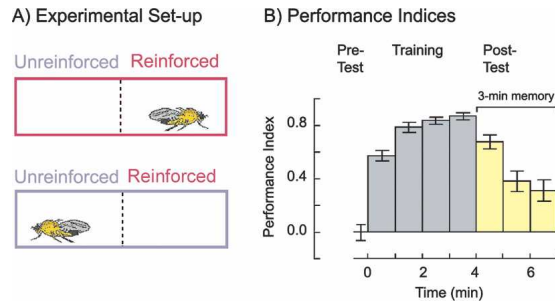 A) Experimental Set-up
Unreinforced Reinforced
Unreinforced Reinforced
B) Performance Indices
Pre-
Test
Training
Post-
Test
3-min memory
Performance Index
0.8
0.4
0.0
0 2 4 6
Time (min)